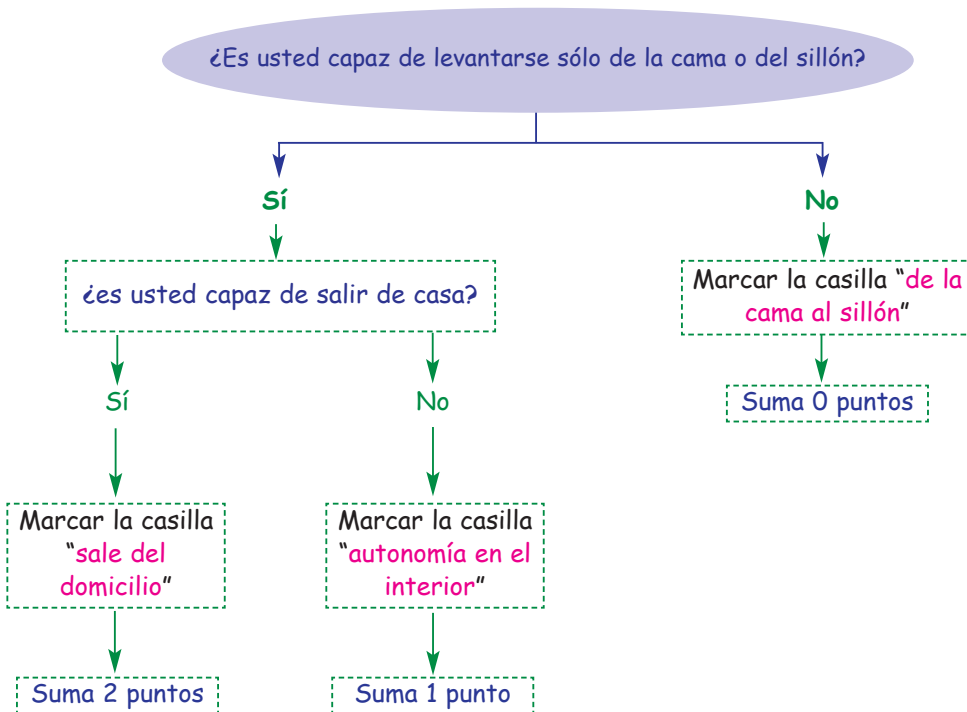 ¿Es usted capaz de levantarse sólo de la cama o del sillón?
Sí
No
¿es usted capaz de salir de casa?
Marcar la casilla “de la
cama al sillón”
Sí
No
Suma 0 puntos
Marcar la casilla
“sale del
domicilio”
Marcar la casilla
“autonomía en el
interior”
Suma 2 puntos
Suma 1 punto